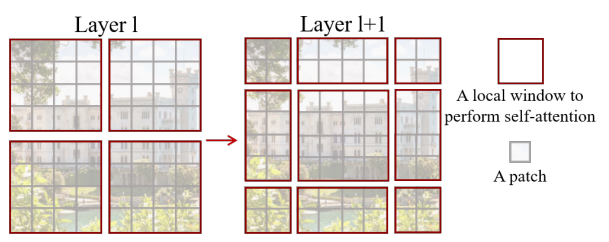 Layer l
Layer l+1
A local window to
perform self-attention
A patch